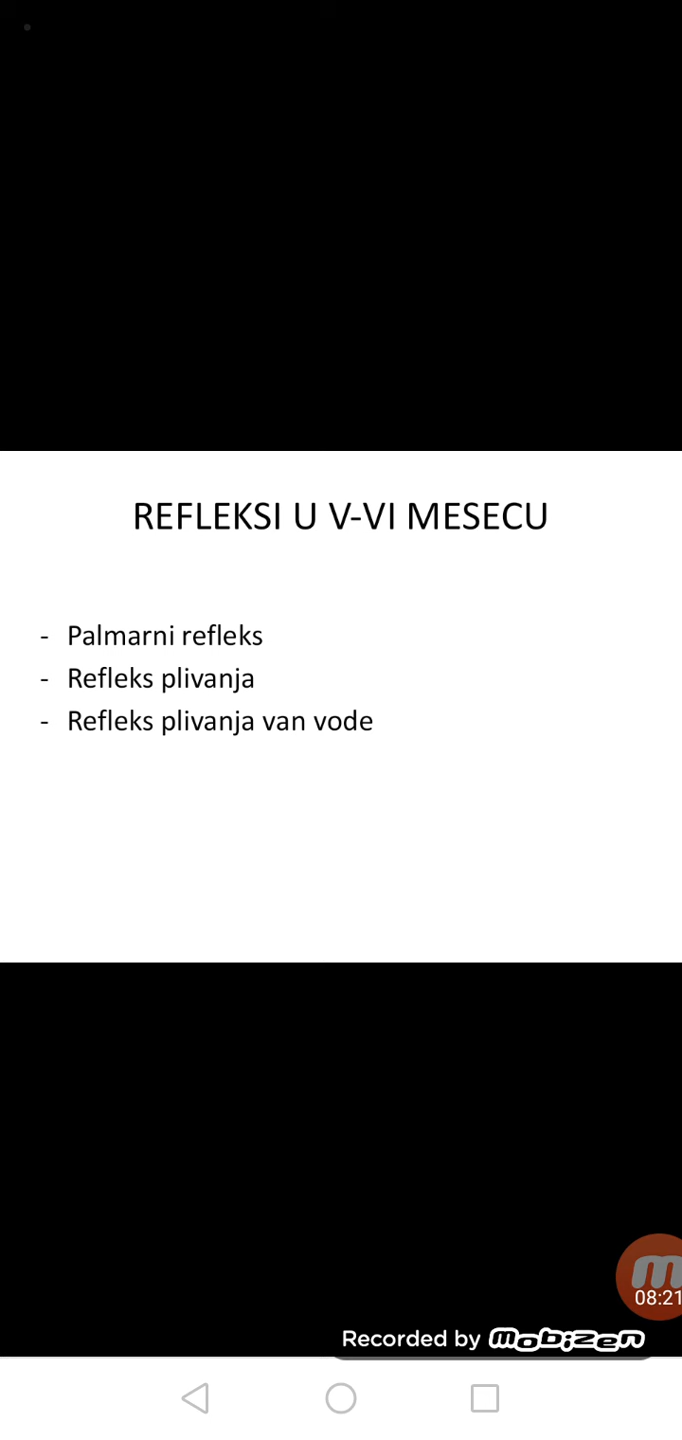 REFLEKSI U V-VI MESECU
- Palmarni refleks
- Refleks plivanja
- Refleks plivanja van vode
08:21
Recorded by mobizen